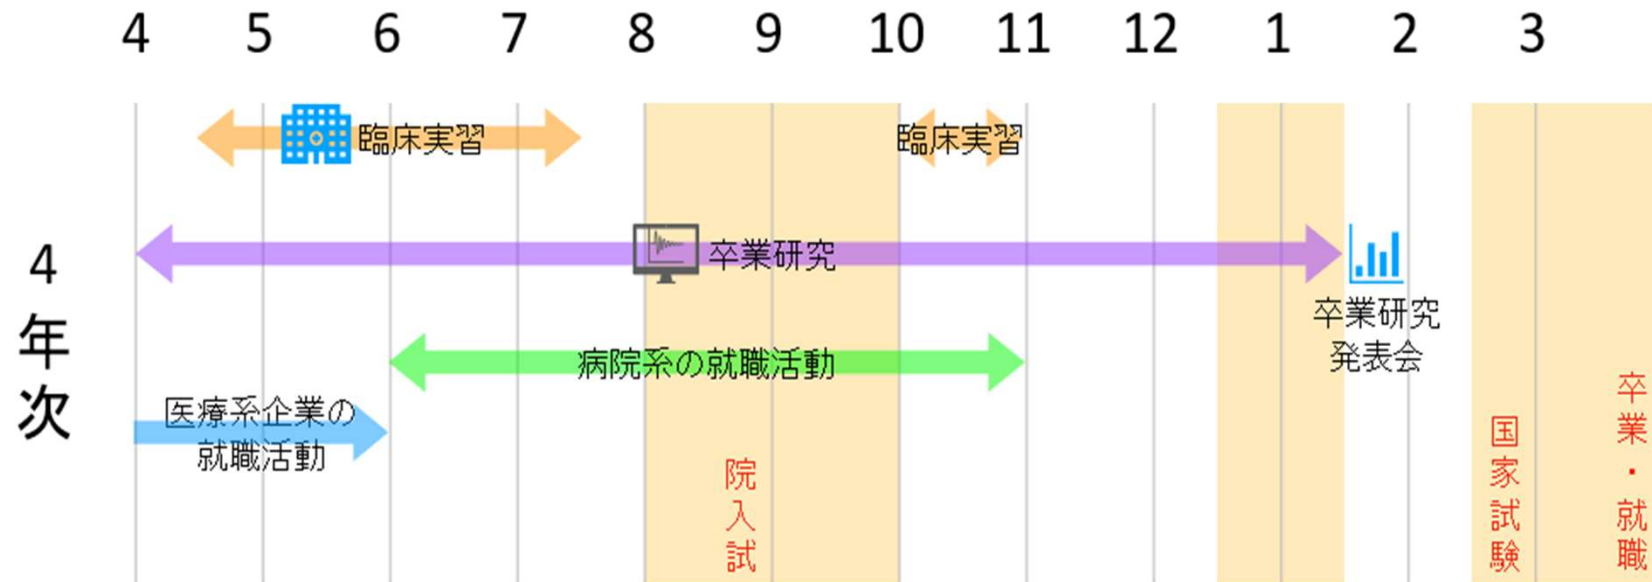 4 5 6 7 8 9 10 11 12 1 2 3
4年次
臨床実習
臨床実習
卒業研究
卒業研究
発表会
病院系の就職活動
医療系企業の
就職活動
院入試
国家試験
卒業・就職